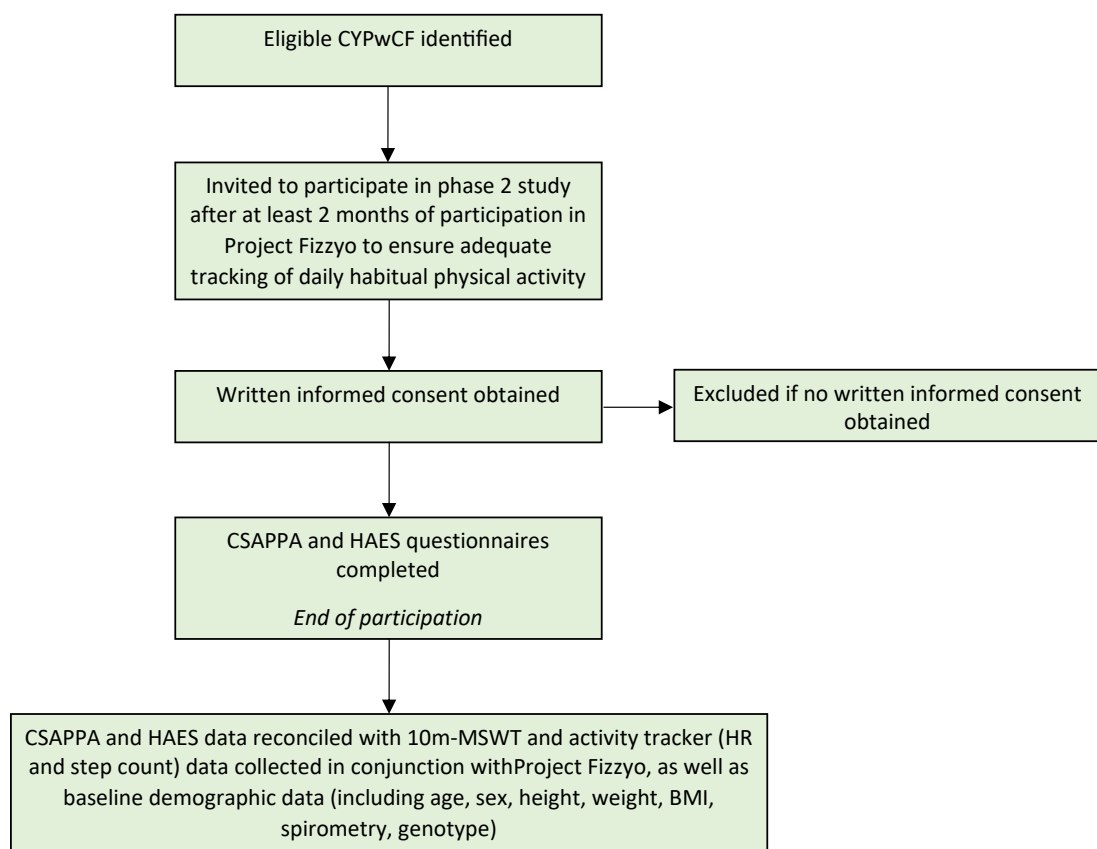 Eligible CYPwCF identified
Invited to participate in phase 2 study
after at least 2 months of participation in
Project Fizzyo to ensure adequate
tracking of daily habitual physical activity
Written informed consent obtained
Excluded if no written informed consent
obtained
CSAPPA and HAES questionnaires
completed
End of participation
CSAPPA and HAES data reconciled with 10m-MSWT and activity tracker (HR
and step count) data collected in conjunction withProject Fizzyo, as well as
baseline demographic data (including age, sex, height, weight, BMI,
spirometry, genotype)